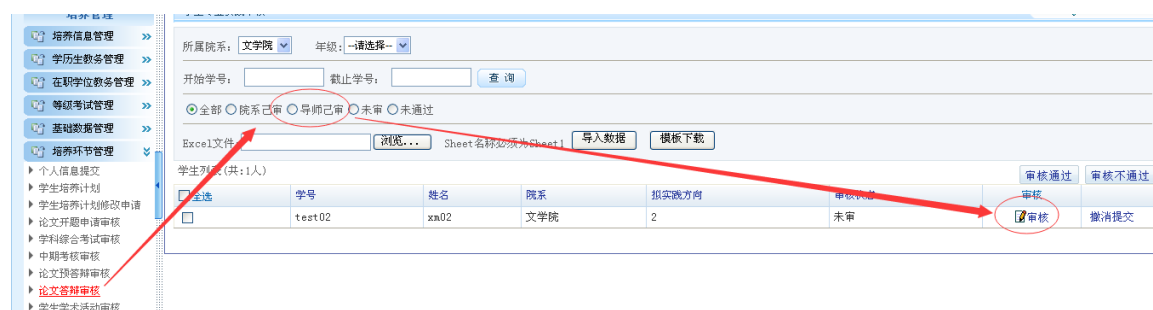 培养管理
培养信息管理
学历生教务管理
在职学位教务管理
等级考试管理
基础数据管理
培养环节管理
个人信息提交
学生培养计划
学生培养计划修改申请
论文开题申请审核
学科综合考试审核
中期考核审核
论文预答辩审核
论文答辩审核
学生学术活动审核
所属院系: 文学院 年级: --请选择--
开始学号: 截止学号: 查 询
全部 院系已审 导师己审 未审 未通过
Excel文件 浏览... Sheet名称必须为Sheet1 导入数据 模板下载
学生列表(共:1人) 审核通过 审核不通过
全选 学号 姓名 院系 拟实践方向 审核状态 审核
test02 xm02 文学院 2 未审 审核 撤消提交